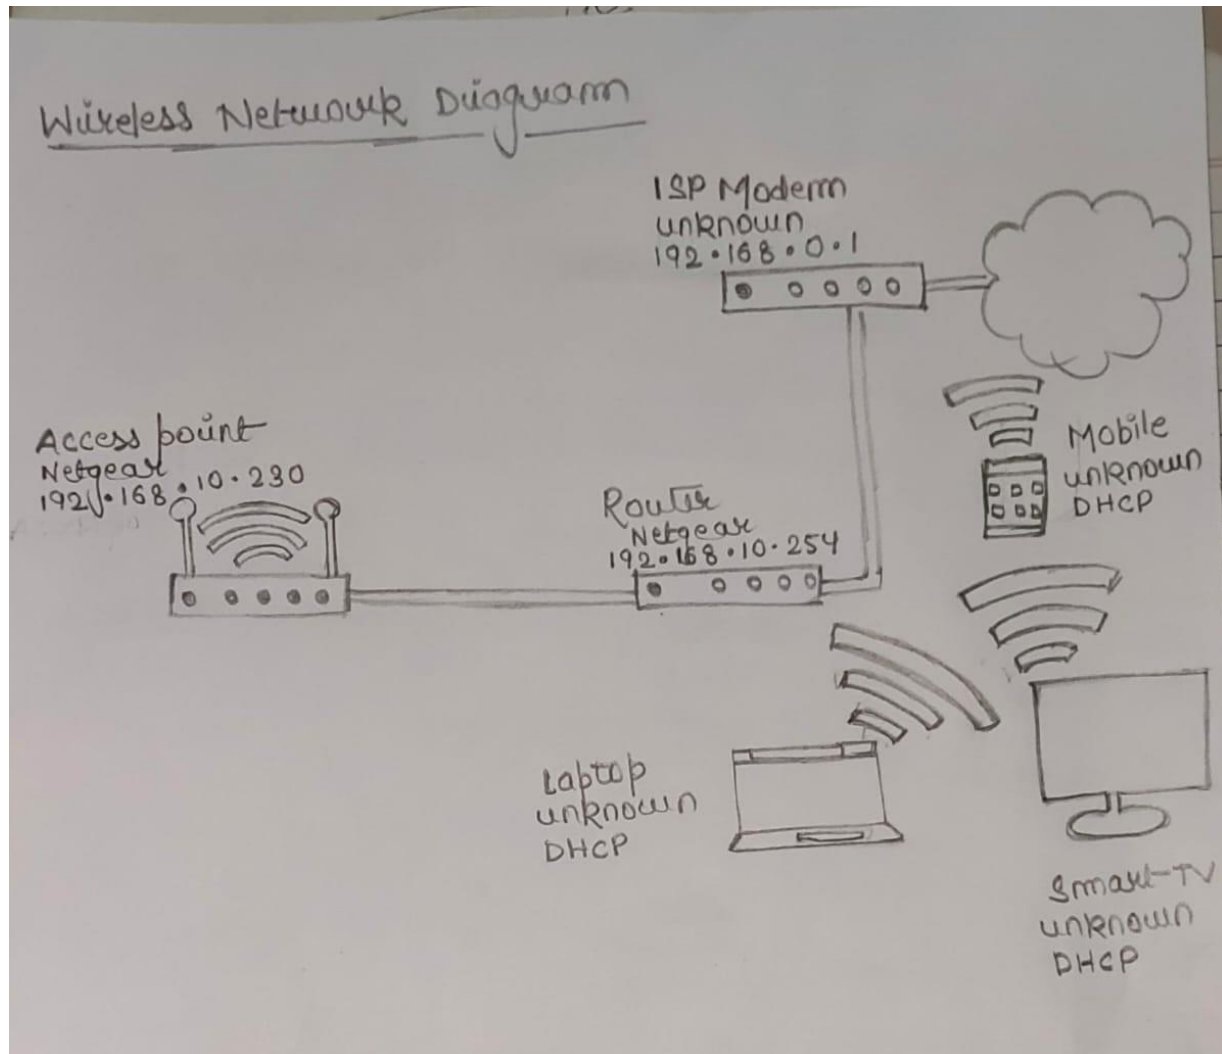 Wireless Network Diagram
ISP Modem
unknown
192.168.0.1
Access point
Netgear
192.168.10.230
Router
Netgear
192.168.10.254
Mobile
unknown
DHCP
Laptop
unknown
DHCP
Smart-TV
unknown
DHCP